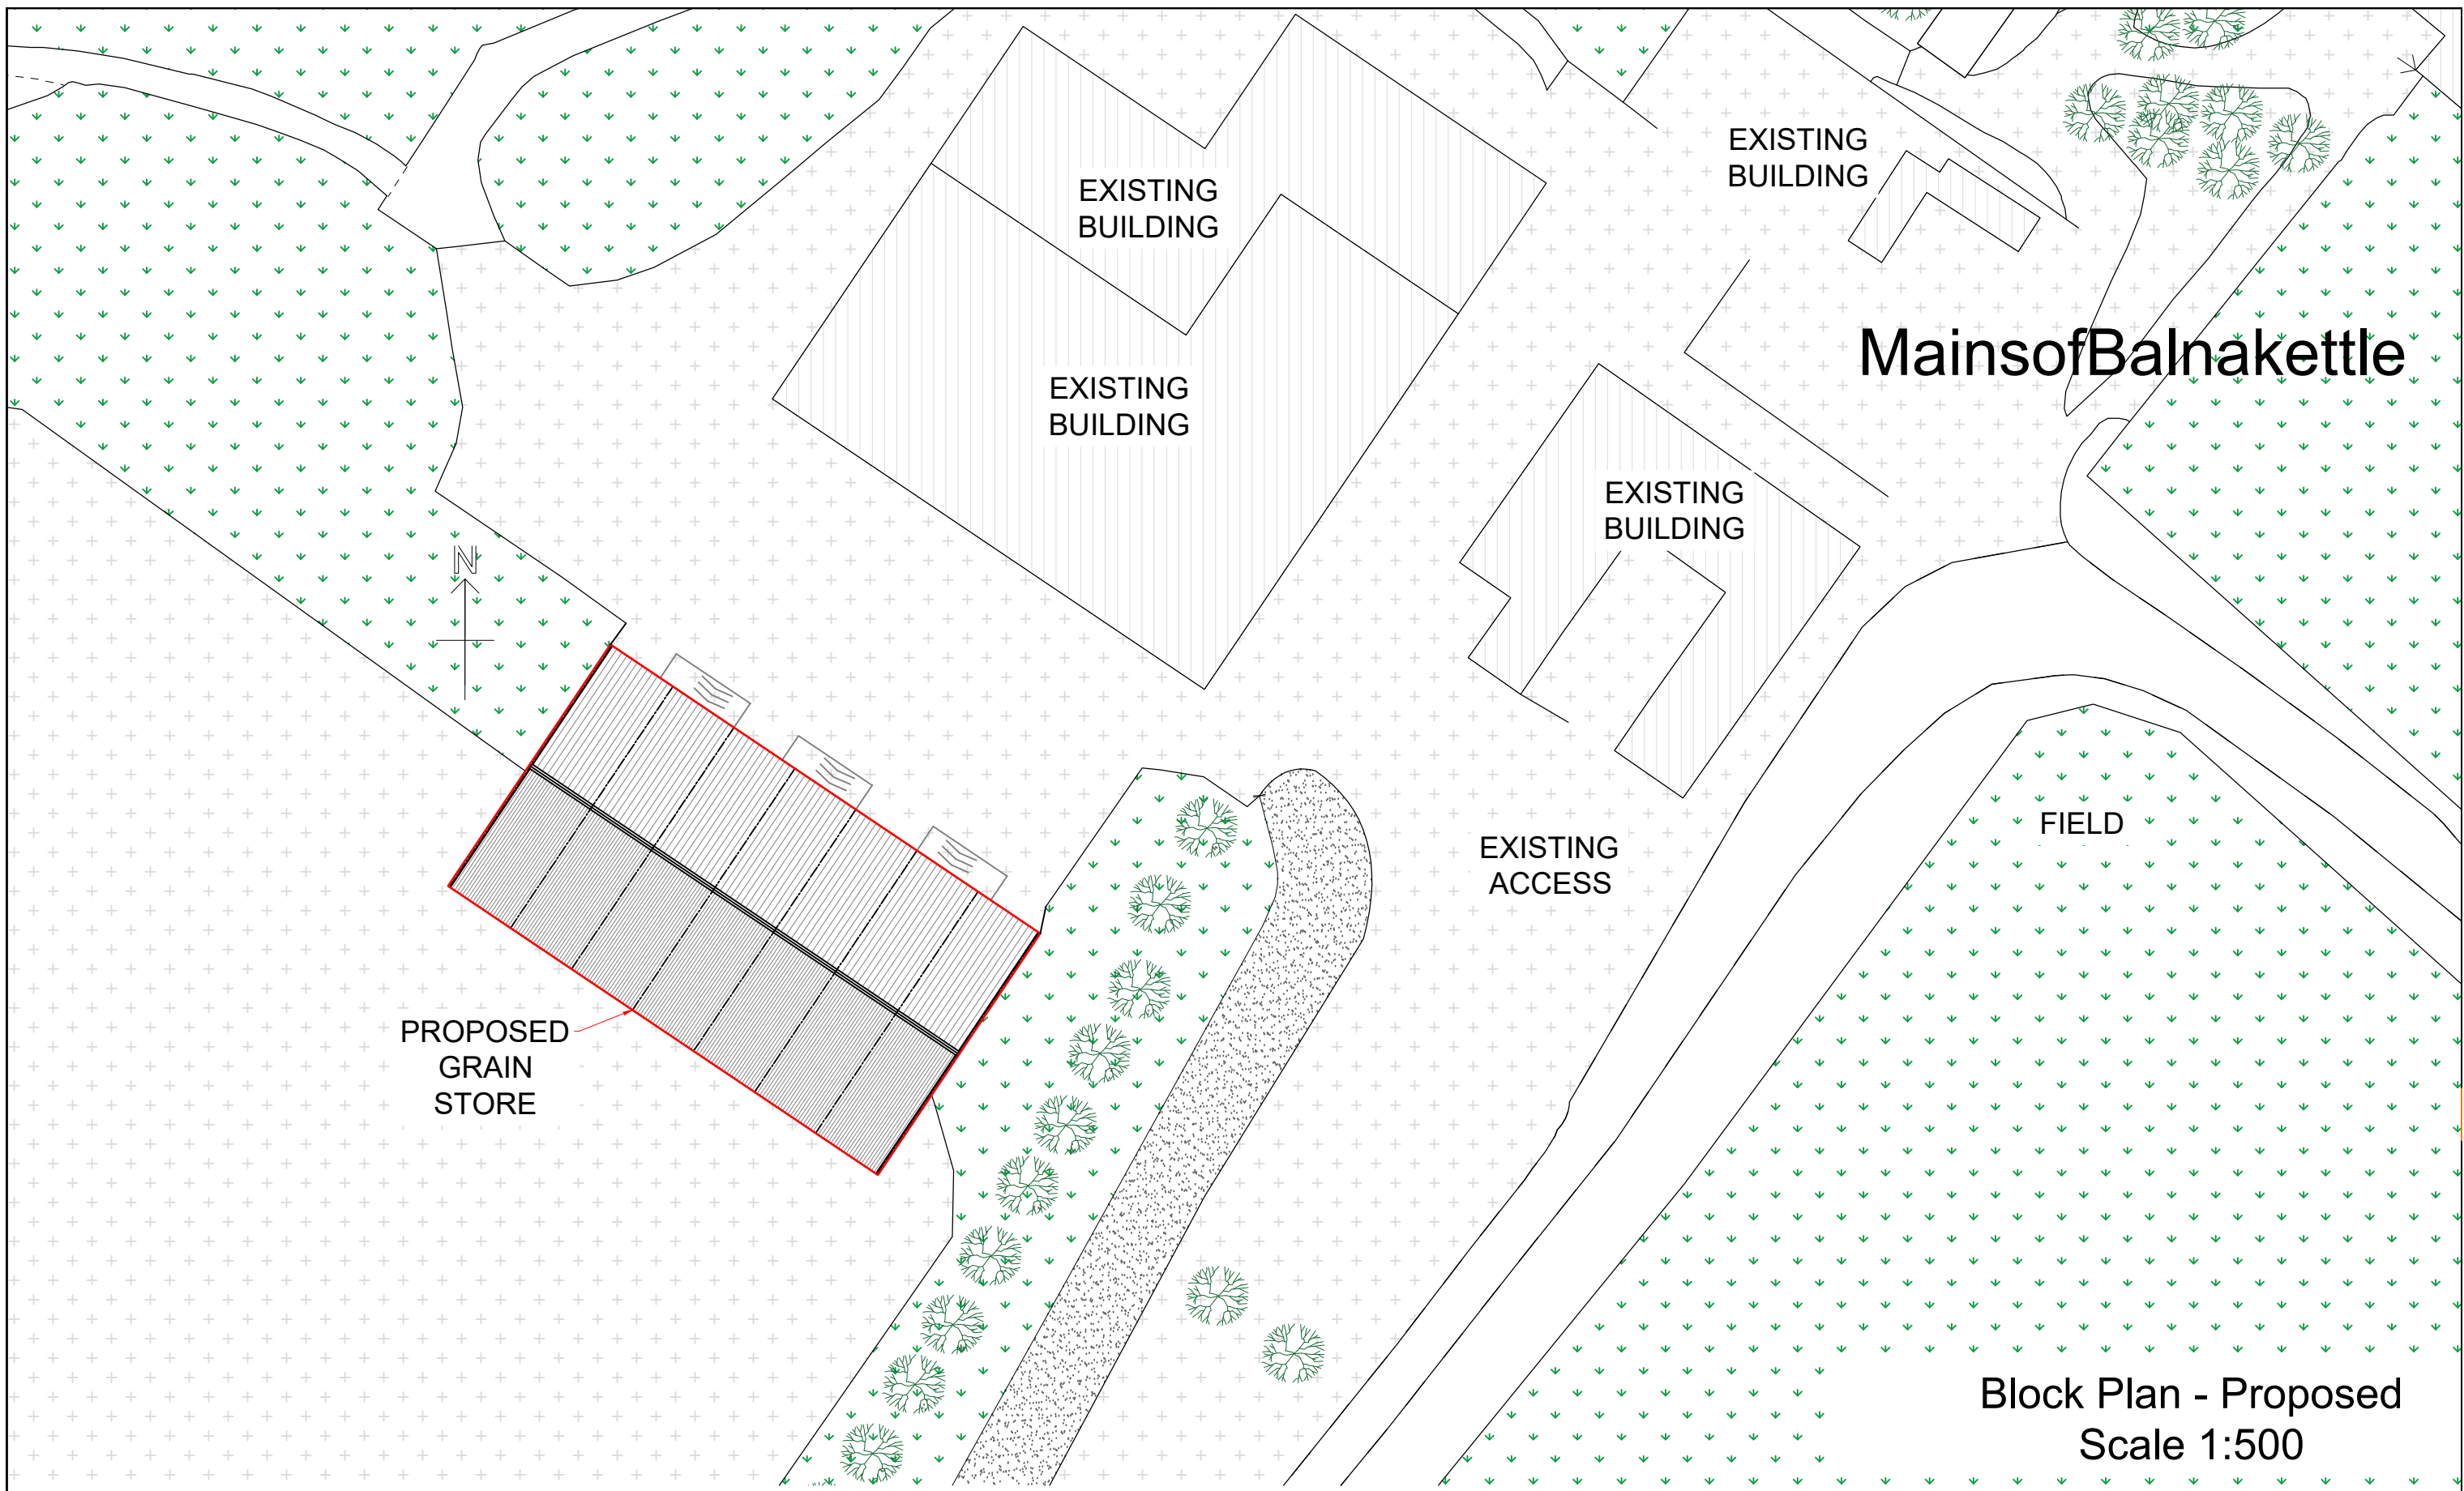 EXISTING
BUILDING
EXISTING
BUILDING
MainsofBalnakettle
EXISTING
BUILDING
EXISTING
BUILDING
N
FIELD
EXISTING
ACCESS
PROPOSED
GRAIN
STORE
Block Plan - Proposed
Scale 1:500